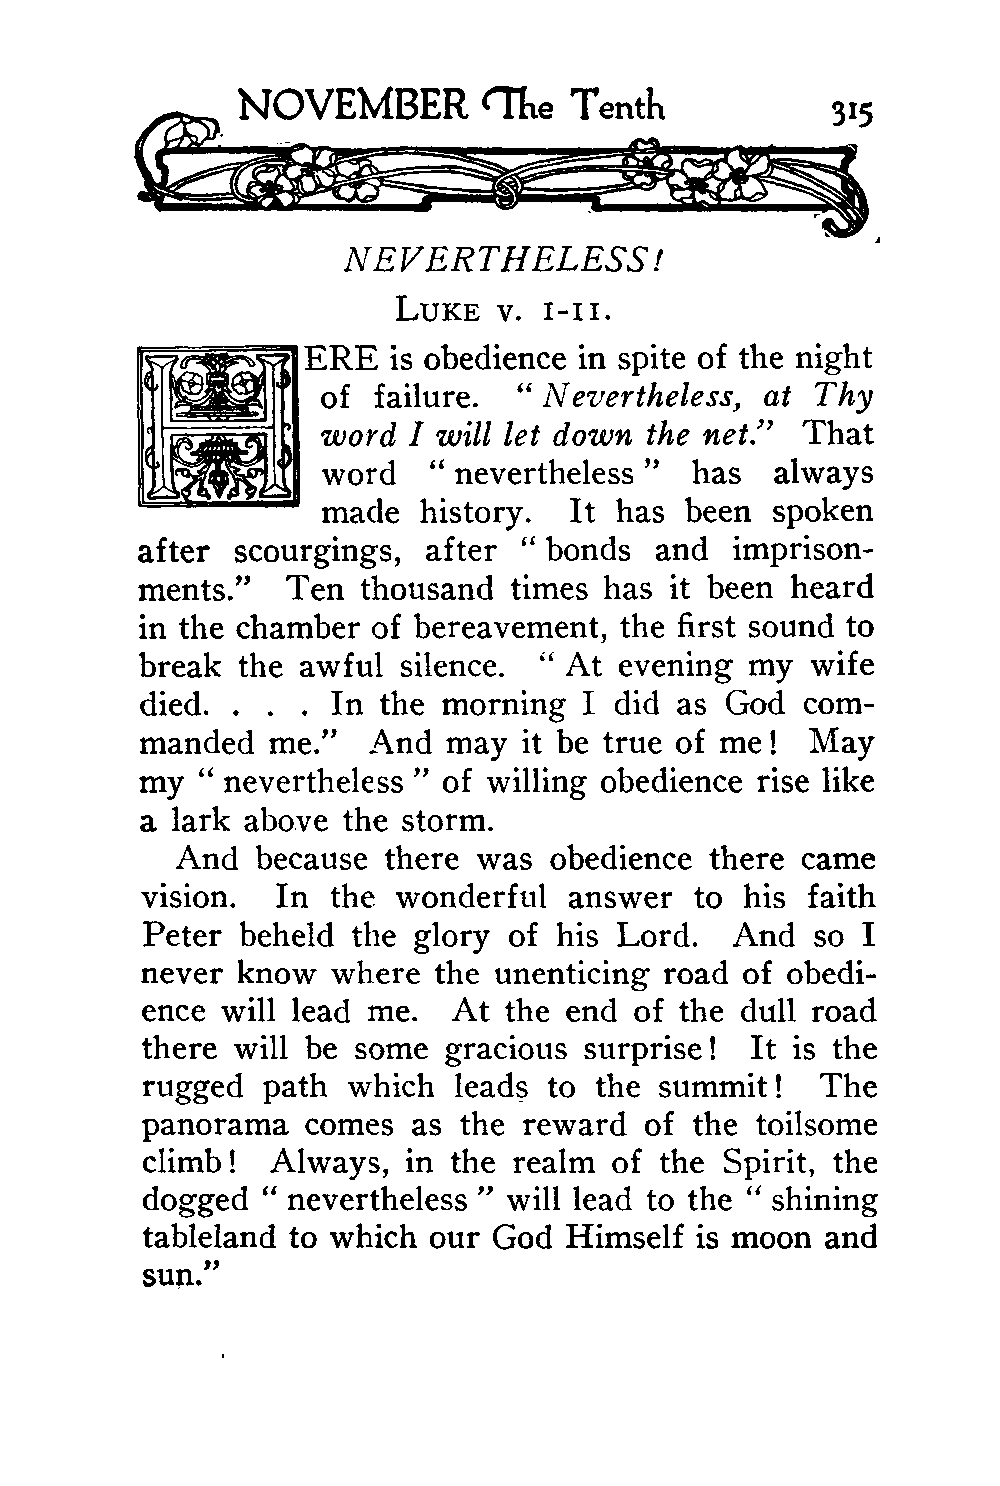 NOVEMBER The Tenth 315
NEVERTHELESS!
LUKE v. 1-11.
HERE is obedience in spite of the night
of failure. "Nevertheless, at Thy
word I will let down the net." That
word "nevertheless" has always
made history. It has been spoken
after scourgings, after "bonds and imprison-
ments." Ten thousand times has it been heard
in the chamber of bereavement, the first sound to
break the awful silence. "At evening my wife
died. . . . In the morning I did as God com-
manded me." And may it be true of me! May
my "nevertheless" of willing obedience rise like
a lark above the storm.
And because there was obedience there came
vision. In the wonderful answer to his faith
Peter beheld the glory of his Lord. And so I
never know where the unenticing road of obedi-
ence will lead me. At the end of the dull road
there will be some gracious surprise! It is the
rugged path which leads to the summit! The
panorama comes as the reward of the toilsome
climb! Always, in the realm of the Spirit, the
dogged "nevertheless" will lead to the "shining
tableland to which our God Himself is moon and
sun."